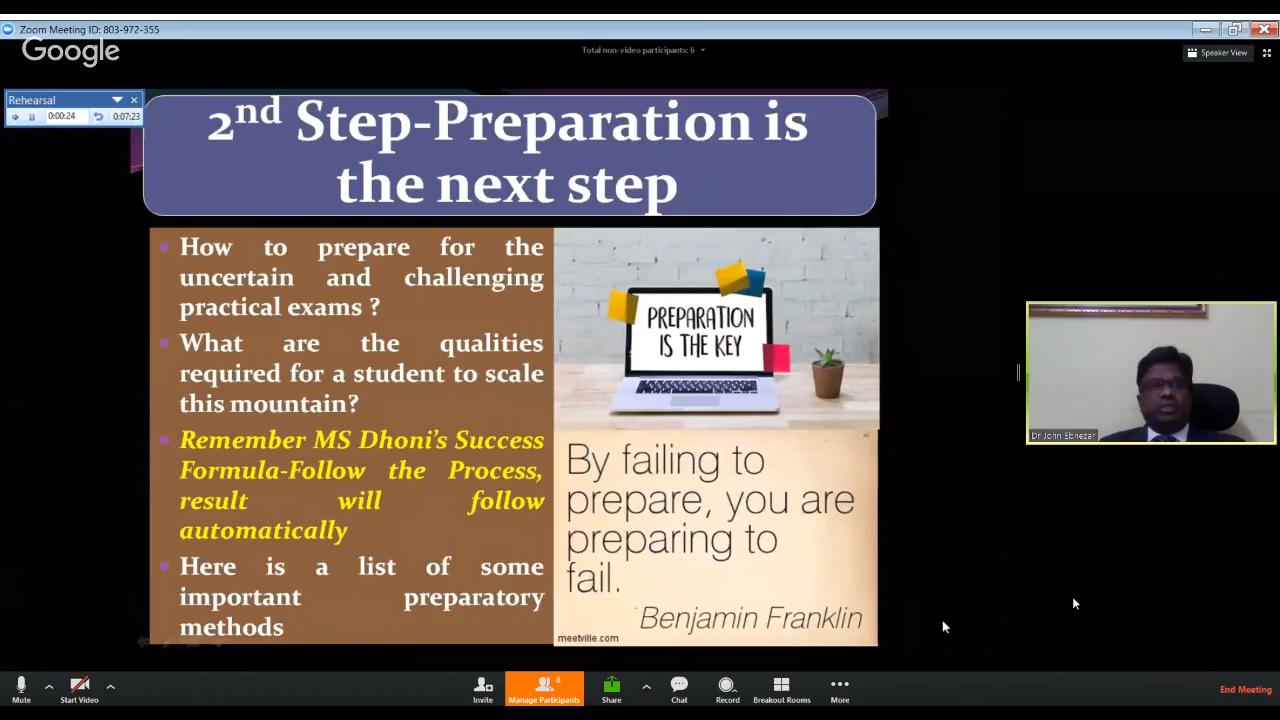 Zoom Meeting ID: 803-972-355
Google
Total non-video participants: 6
Speaker View
Rehearsal
0:00:24
0:07:23
2nd Step-Preparation is
the next step
How to prepare for the
uncertain and challenging
practical exams ?
What are the qualities
required for a student to scale
this mountain?
Remember MS Dhoni's Success
Formula-Follow the Process,
result will follow
automatically
Here is a list of some
important preparatory
methods
PREPARATION
IS THE KEY
By failing to
prepare, you are
preparing to
fail.
Benjamin Franklin
meetville.com
Dr John Ebnezar
Mute
Start Video
Invite
8
Manage Participants
Share
Chat
Record
Breakout Rooms
More
End Meeting